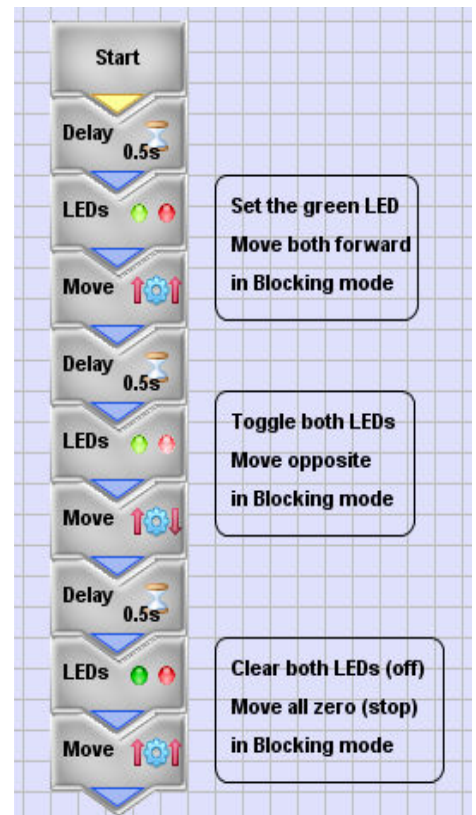 Start
Delay
0.5s
LEDs
Set the green LED
Move both forward
in Blocking mode
Move
Delay
0.5s
LEDs
Toggle both LEDs
Move opposite
in Blocking mode
Move
Delay
0.5s
LEDs
Clear both LEDs (off)
Move all zero (stop)
in Blocking mode
Move